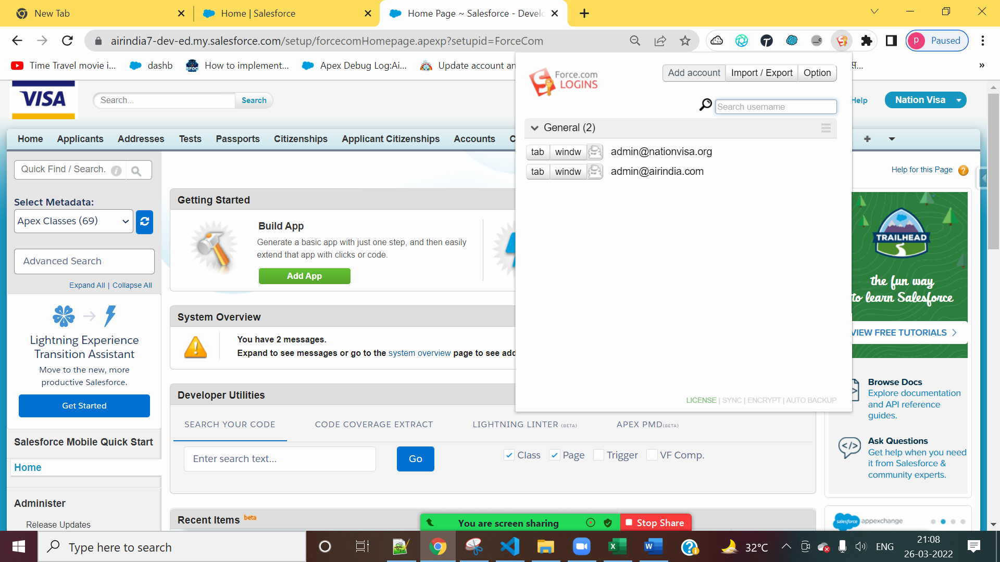 New Tab
Home | Salesforce
Home Page ~ Salesforce - Develo
airindia7-dev-ed.my.salesforce.com/setup/forcecomHomepage.apexp?setupid=ForceCom
P
Paused
Time Travel movie i...
dashb
How to implement...
Apex Debug Log:Ai...
Update account an
»
VISA
Search...
Search
Help
Nation Visa
Force.com
LOGINS
Add account
Import / Export
Option
Search username
General (2)
tab windw admin@nationvisa.org
tab windw admin@airindia.com
LICENSE | SYNC | ENCRYPT | AUTO BACKUP
Home
Applicants
Addresses
Tests
Passports
Citizenships
Applicant Citizenships
Accounts
C
Quick Find / Search.
Select Metadata:
Apex Classes (69)
Advanced Search
Expand All | Collapse All
Lightning Experience
Transition Assistant
Move to the new, more
productive Salesforce.
Get Started
Salesforce Mobile Quick Start
Home
Administer
Release Updates
Getting Started
Build App
Generate a basic app with just one step, and then easily
extend that app with clicks or code.
Add App
System Overview
You have 2 messages.
Expand to see messages or go to the system overview page to see add
Developer Utilities
SEARCH YOUR CODE
CODE COVERAGE EXTRACT
LIGHTNING LINTER (BETA)
APEX PMD(BETA)
Enter search text...
Go
Class
Page
Trigger
VF Comp.
Recent Items beta
Help for this Page
TRAILHEAD
the fun way
to learn Salesforce
VIEW FREE TUTORIALS
Browse Docs
Explore documentation
and API reference
guides.
Ask Questions
Get help when you need
it from Salesforce &
community experts.
salesforce appexchange
You are screen sharing
Stop Share
Type here to search
32°C
ENG
21:08
26-03-2022